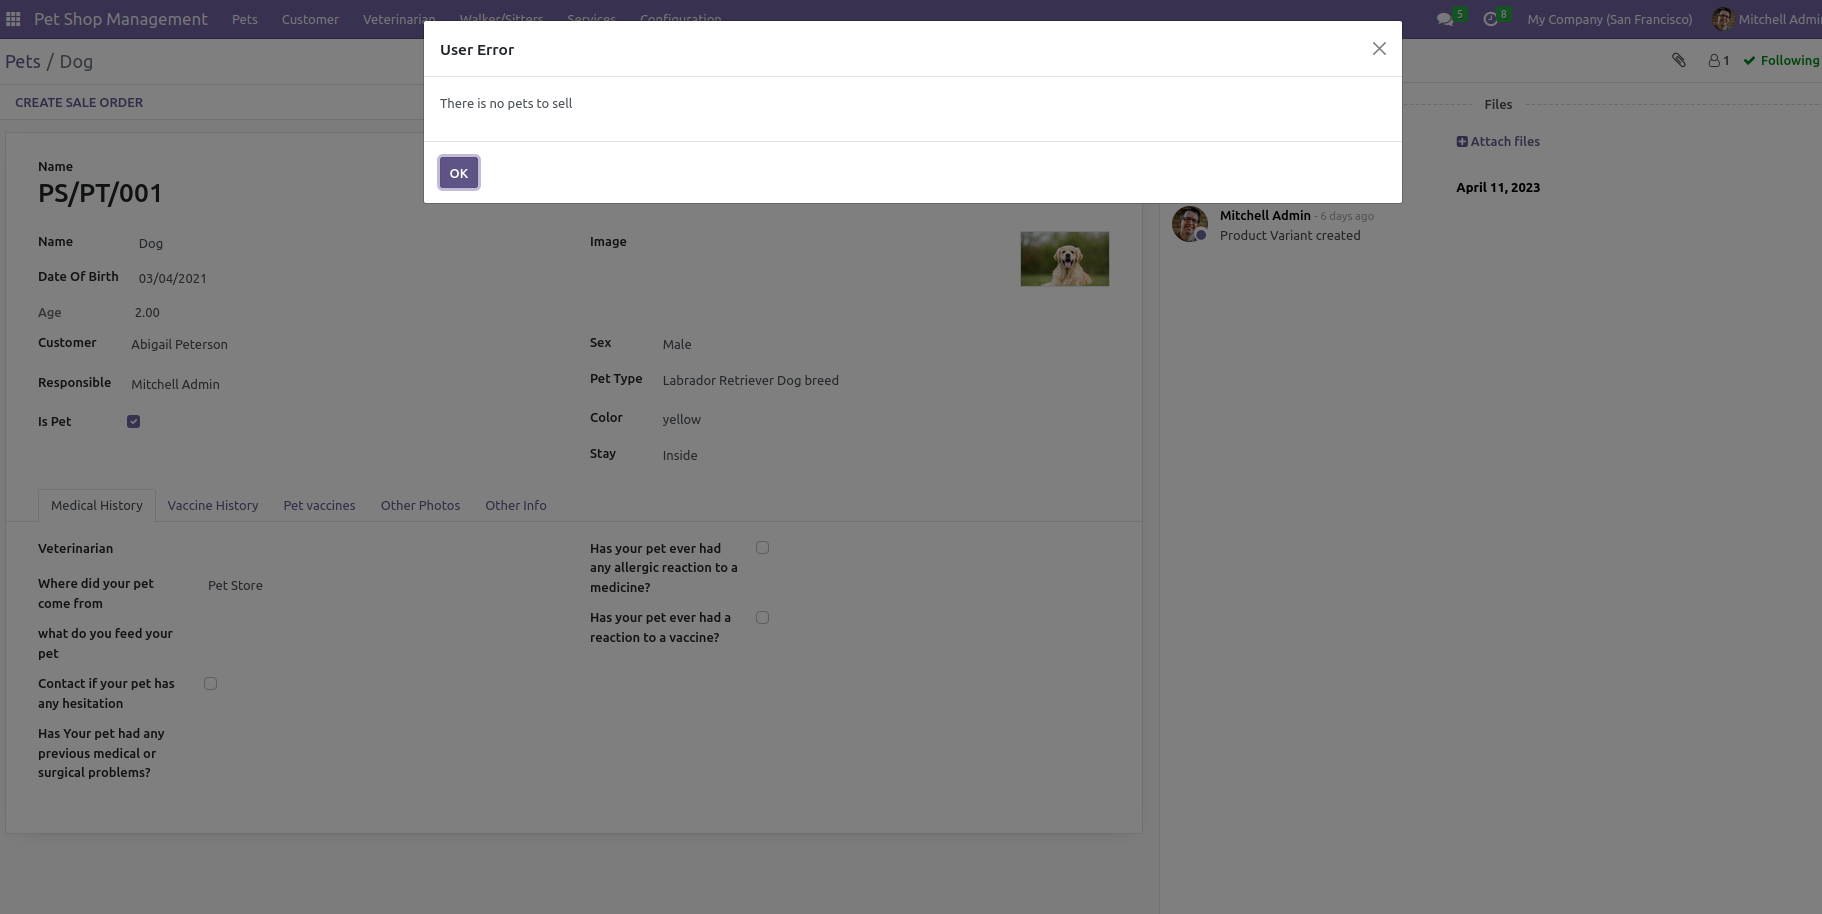 Pet Shop Management Pets Customer Veterinarian Walker/Sitters Services Configuration 5 8 My Company (San Francisco) Mitchell Admin
Pets / Dog
1 Following
CREATE SALE ORDER
User Error
There is no pets to sell
OK
Name
PS/PT/001
Name Dog
Date Of Birth 03/04/2021
Age 2.00
Customer Abigail Peterson
Responsible Mitchell Admin
Is Pet
Image
Sex Male
Pet Type Labrador Retriever Dog breed
Color yellow
Stay Inside
Medical History Vaccine History Pet vaccines Other Photos Other Info
Veterinarian
Where did your pet
come from
Pet Store
what do you feed your
pet
Contact if your pet has
any hesitation
Has Your pet had any
previous medical or
surgical problems?
Has your pet ever had
any allergic reaction to a
medicine?
Has your pet ever had a
reaction to a vaccine?
Files
Attach files
April 11, 2023
Mitchell Admin - 6 days ago
Product Variant created